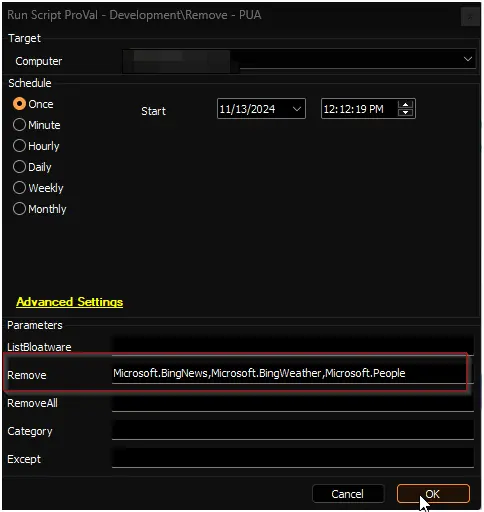 Run Script ProVal - Development\Remove - PUA
Target
Computer
Schedule
Once
Start 11/13/2024 12:12:19 PM
Minute
Hourly
Daily
Weekly
Monthly
Advanced Settings
Parameters
ListBloatware
Remove Microsoft.BingNews,Microsoft.BingWeather,Microsoft.People
RemoveAll
Category
Except
Cancel OK